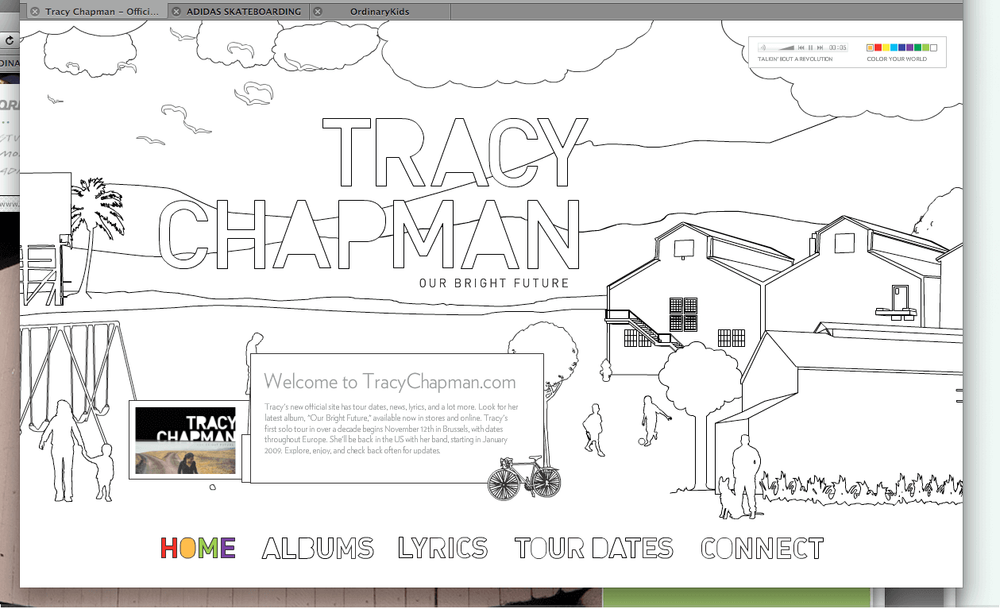 Tracy Chapman – Offici...
ADIDAS SKATEBOARDING
OrdinaryKids
00:05
TALKIN' BOUT A REVOLUTION
COLOR YOUR WORLD
TRACY
CHAPMAN
OUR BRIGHT FUTURE
Welcome to TracyChapman.com
Tracy's new official site has tour dates, news, lyrics, and a lot more. Look for her
latest album, "Our Bright Future," available now in stores and online. Tracy's
first solo tour in over a decade begins November 12th in Brussels, with dates
throughout Europe. She'll be back in the US with her band, starting in January
2009. Explore, enjoy, and check back often for updates.
TRACY
CHAPMAN
HOME ALBUMS LYRICS TOUR DATES CONNECT
www.